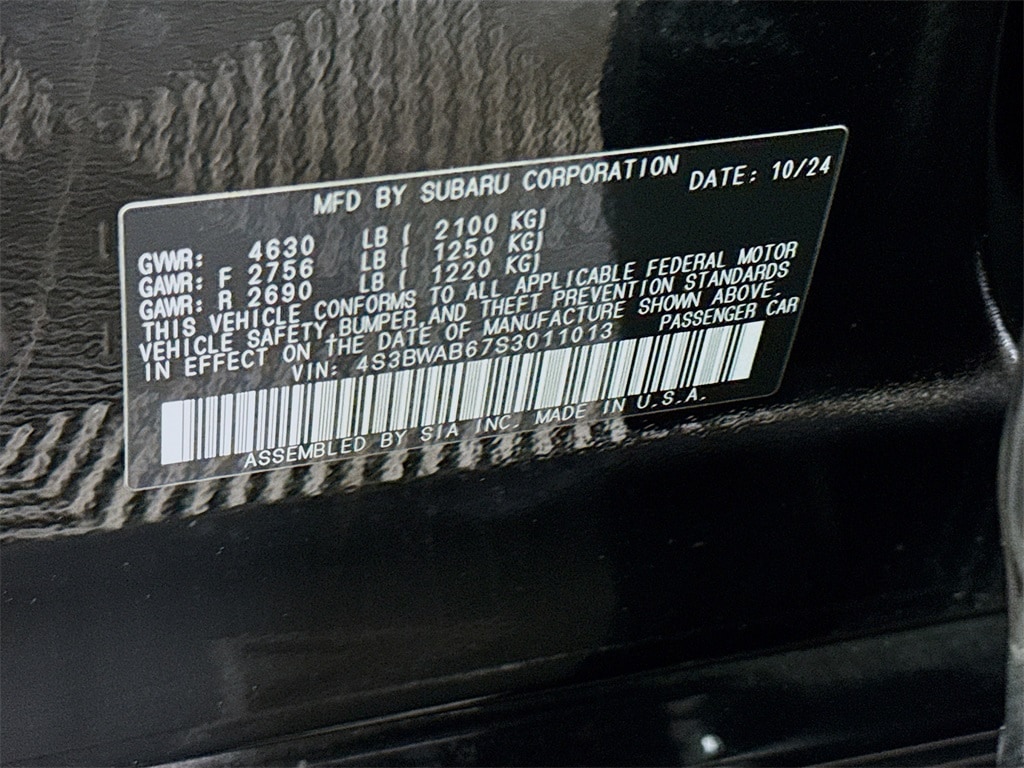 MFD BY SUBARU CORPORATION DATE: 10/24
GVWR: 4630 LB ( 2100 KG)
GAWR: F 2756 LB ( 1250 KG)
GAWR: R 2690 LB ( 1220 KG)
THIS VEHICLE CONFORMS TO ALL APPLICABLE FEDERAL MOTOR
VEHICLE SAFETY, BUMPER, AND THEFT PREVENTION STANDARDS
IN EFFECT ON THE DATE OF MANUFACTURE SHOWN ABOVE.
VIN: 4S3BWAB67S3011013 PASSENGER CAR
ASSEMBLED BY SIA INC. MADE IN U.S.A.